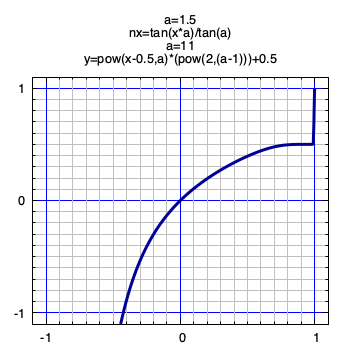 a=1.5
nx=tan(x*a)/tan(a)
a=11
y=pow(x-0.5,a)*(pow(2,(a-1)))+0.5
1
0
-1
-1
0
1